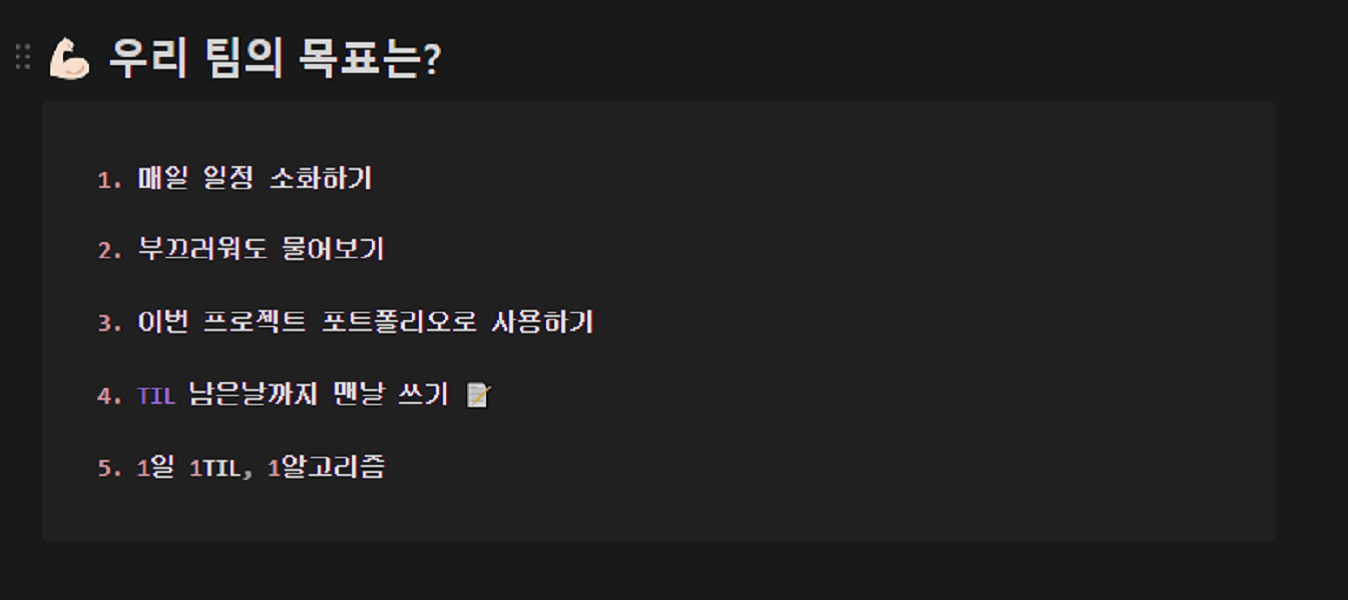 💪🏻 우리 팀의 목표는?
1. 매일 일정 소화하기
2. 부끄러워도 물어보기
3. 이번 프로젝트 포트폴리오로 사용하기
4. TIL 남은날까지 맨날 쓰기 📝
5. 1일 1TIL, 1알고리즘